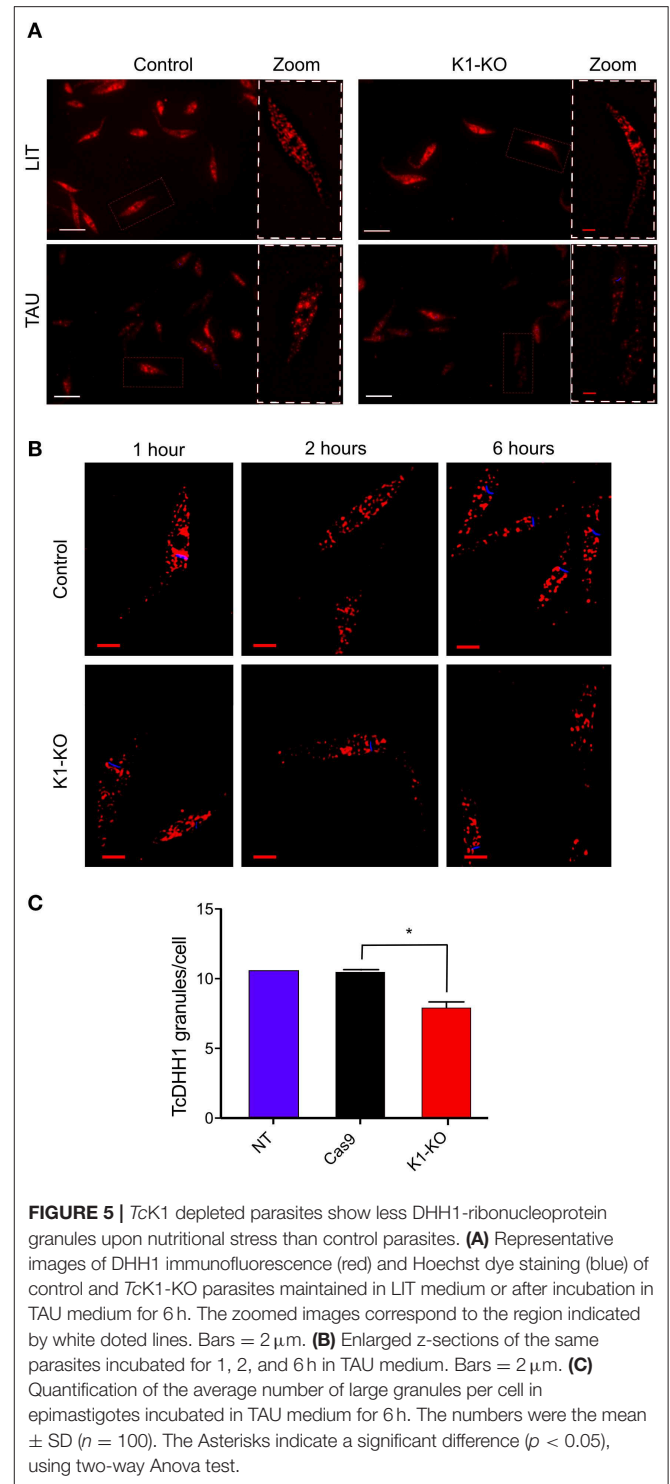 A
Control Zoom K1-KO Zoom
LIT
TAU
B
1 hour 2 hours 6 hours
Control
K1-KO
C
TcDHH1 granules/cell
15
*
10
5
0
NT Cas9 K1-KO
FIGURE 5 | TcK1 depleted parasites show less DHH1-ribonucleoprotein
granules upon nutritional stress than control parasites. (A) Representative
images of DHH1 immunofluorescence (red) and Hoechst dye staining (blue) of
control and TcK1-KO parasites maintained in LIT medium or after incubation in
TAU medium for 6 h. The zoomed images correspond to the region indicated
by white doted lines. Bars = 2 μm. (B) Enlarged z-sections of the same
parasites incubated for 1, 2, and 6 h in TAU medium. Bars = 2 μm. (C)
Quantification of the average number of large granules per cell in
epimastigotes incubated in TAU medium for 6 h. The numbers were the mean
± SD (n = 100). The Asterisks indicate a significant difference (p < 0.05),
using two-way Anova test.